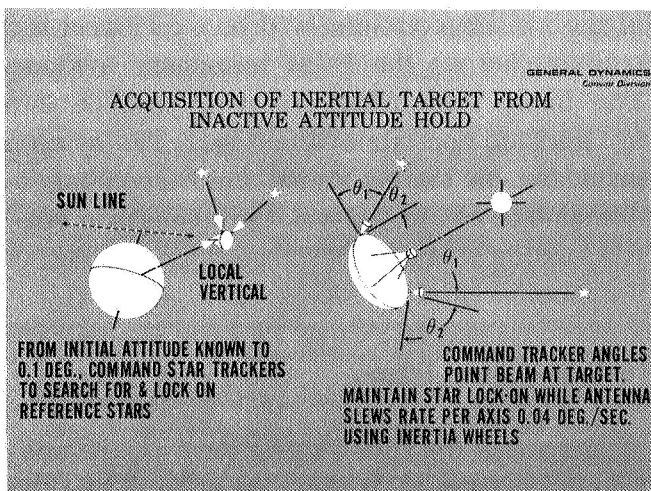 GENERAL DYNAMICS
Convair Division
ACQUISITION OF INERTIAL TARGET FROM
INACTIVE ATTITUDE HOLD
SUN LINE
θ1
θ2
LOCAL
VERTICAL
θ1
θ2
FROM INITIAL ATTITUDE KNOWN TO
0.1 DEG., COMMAND STAR TRACKERS
TO SEARCH FOR & LOCK ON
REFERENCE STARS
COMMAND TRACKER ANGLES
POINT BEAM AT TARGET.
MAINTAIN STAR LOCK-ON WHILE ANTENNA
SLEWS RATE PER AXIS 0.04 DEG./SEC.
USING INERTIA WHEELS